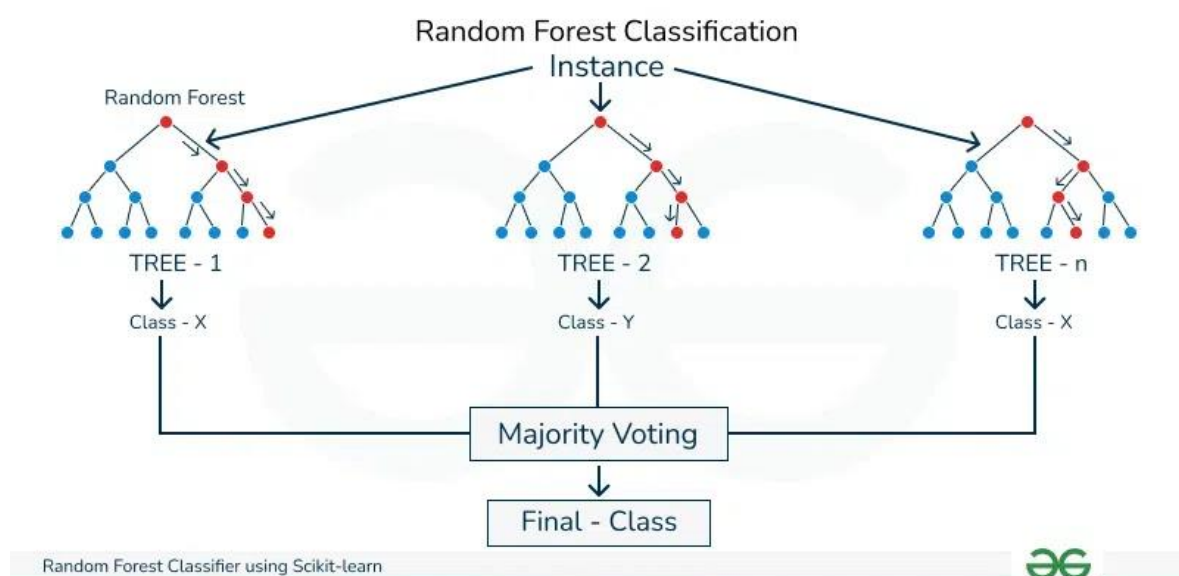 Random Forest Classification
Instance
Random Forest
TREE - 1
TREE - 2
TREE - n
Class - X
Class - Y
Class - X
Majority Voting
Final - Class
Random Forest Classifier using Scikit-learn